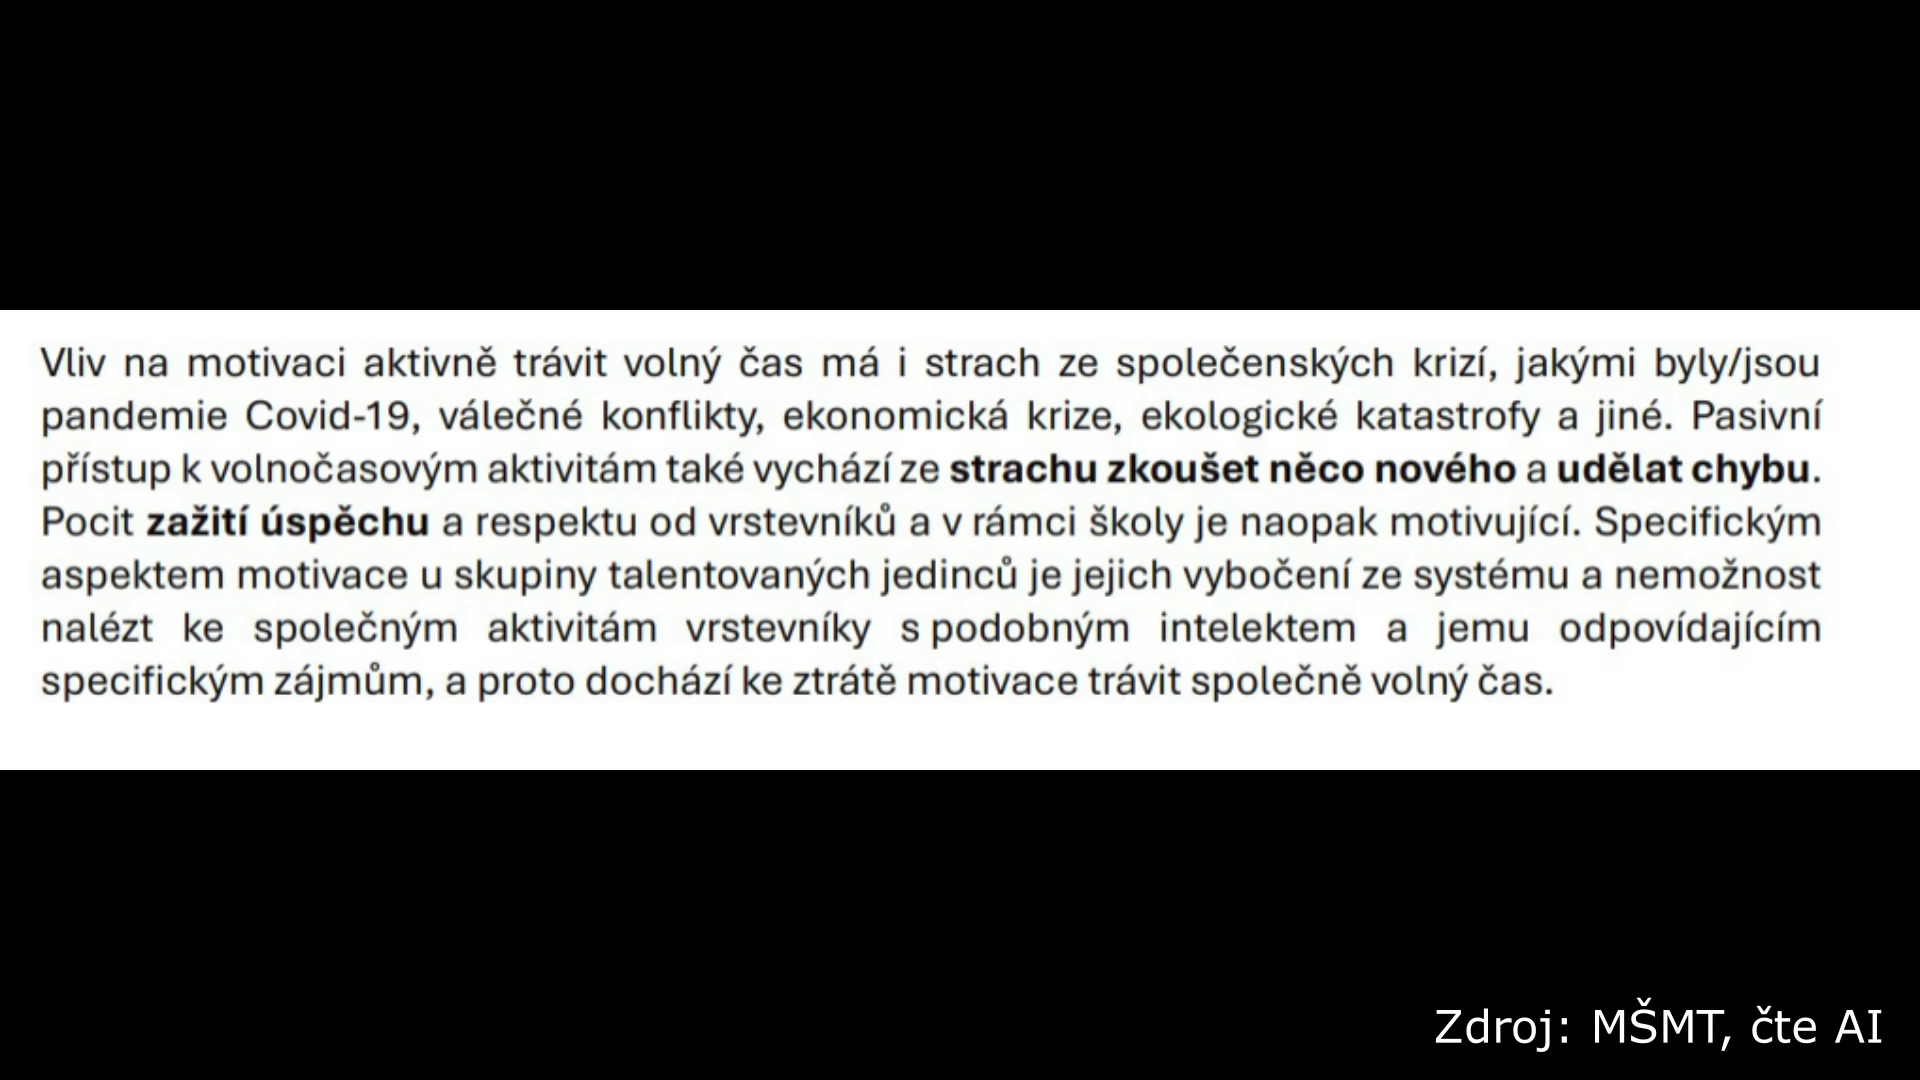 Vliv na motivaci aktivně trávit volný čas má i strach ze společenských krizí, jakými byly/jsou
pandemie Covid-19, válečné konflikty, ekonomická krize, ekologické katastrofy a jiné. Pasivní
přístup k volnočasovým aktivitám také vychází ze strachu zkoušet něco nového a udělat chybu.
Pocit zažití úspěchu a respektu od vrstevníků a v rámci školy je naopak motivující. Specifickým
aspektem motivace u skupiny talentovaných jedinců je jejich vybočení ze systému a nemožnost
nalézt ke společným aktivitám vrstevníky s podobným intelektem a jemu odpovídajícím
specifickým zájmům, a proto dochází ke ztrátě motivace trávit společně volný čas.
Zdroj: MŠMT, čte AI